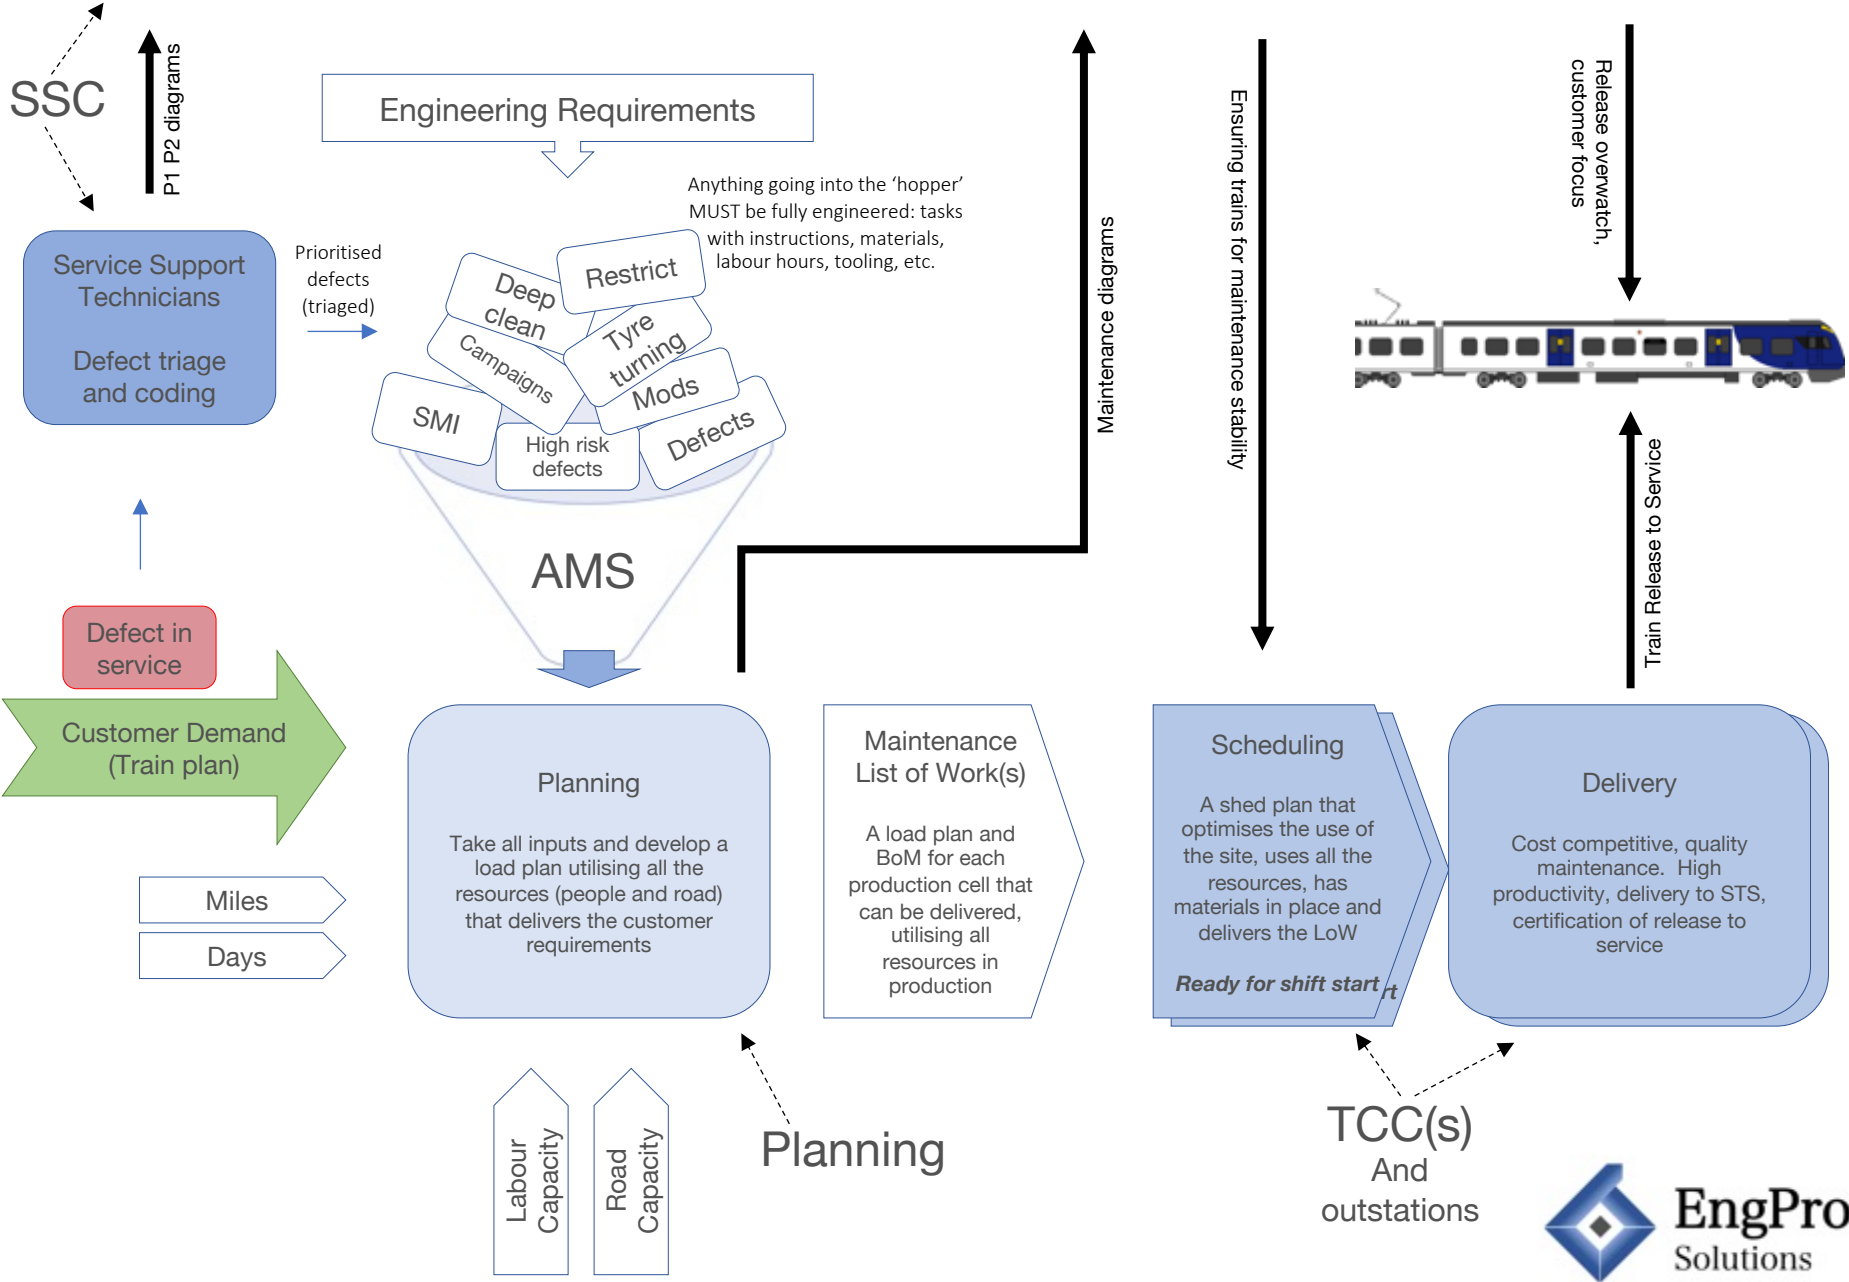 SSC
P1 P2 diagrams
Engineering Requirements
Anything going into the ‘hopper’
MUST be fully engineered: tasks
with instructions, materials,
labour hours, tooling, etc.
Service Support
Technicians
Defect triage
and coding
Prioritised
defects
(triaged)
Deep
clean
Restrict
Campaigns
Tyre
turning
Mods
SMI
High risk
defects
Defects
AMS
Maintenance diagrams
Ensuring trains for maintenance stability
Release overwatch,
customer focus
Train Release to Service
Defect in
service
Customer Demand
(Train plan)
Miles
Days
Planning
Take all inputs and develop a
load plan utilising all the
resources (people and road)
that delivers the customer
requirements
Maintenance
List of Work(s)
A load plan and
BoM for each
production cell that
can be delivered,
utilising all
resources in
production
Scheduling
A shed plan that
optimises the use of
the site, uses all the
resources, has
materials in place and
delivers the LoW
Ready for shift start
rt
Delivery
Cost competitive, quality
maintenance.  High
productivity, delivery to STS,
certification of release to
service
Labour
Capacity
Road
Capacity
Planning
TCC(s)
And
outstations
EngPro
Solutions